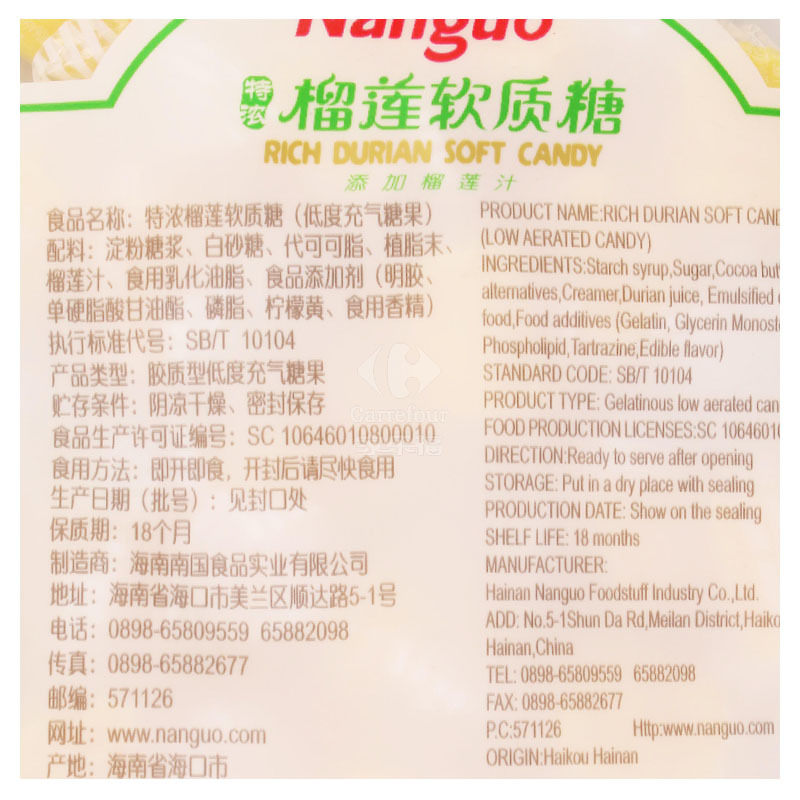 Nanguo
特浓
榴莲软质糖
RICH DURIAN SOFT CANDY
添加榴莲汁
食品名称：特浓榴莲软质糖（低度充气糖果）
配料：淀粉糖浆、白砂糖、代可可脂、植脂末、
榴莲汁、食用乳化油脂、食品添加剂（明胶、
单硬脂酸甘油酯、磷脂、柠檬黄、食用香精）
执行标准代号：SB/T 10104
产品类型：胶质型低度充气糖果
贮存条件：阴凉干燥、密封保存
食品生产许可证编号：SC 10646010800010
食用方法：即开即食，开封后请尽快食用
生产日期（批号）：见封口处
保质期：18个月
制造商：海南南国食品实业有限公司
地址：海南省海口市美兰区顺达路5-1号
电话：0898-65809559 65882098
传真：0898-65882677
邮编：571126
网址：www.nanguo.com
产地：海南省海口市
PRODUCT NAME:RICH DURIAN SOFT CAND
(LOW AERATED CANDY)
INGREDIENTS:Starch syrup,Sugar,Cocoa but
alternatives,Creamer,Durian juice, Emulsified
food,Food additives (Gelatin, Glycerin Monoste
Phospholipid,Tartrazine,Edible flavor)
STANDARD CODE: SB/T 10104
PRODUCT TYPE: Gelatinous low aerated can
FOOD PRODUCTION LICENSES:SC 10646010
DIRECTION:Ready to serve after opening
STORAGE: Put in a dry place with sealing
PRODUCTION DATE: Show on the sealing
SHELF LIFE: 18 months
MANUFACTURER:
Hainan Nanguo Foodstuff Industry Co.,Ltd.
ADD: No.5-1Shun Da Rd,Meilan District,Haiko
Hainan,China
TEL: 0898-65809559 65882098
FAX: 0898-65882677
P.C:571126 Http:www.nanguo.com
ORIGIN:Haikou Hainan
Carrefour
家乐福